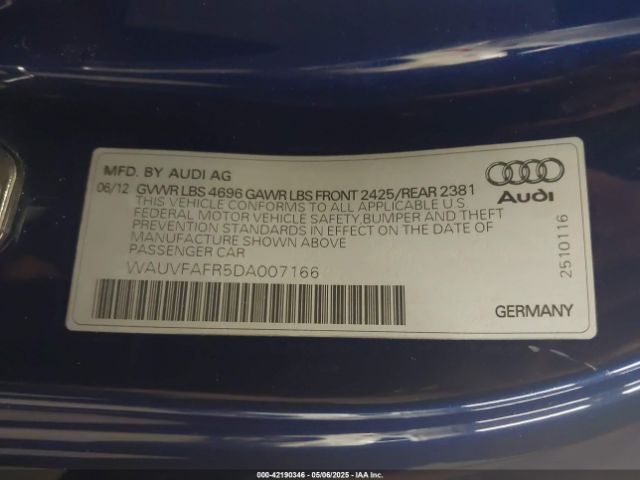 MFD. BY AUDI AG
06/12 GVWR LBS 4696 GAWR LBS FRONT 2425/REAR 2381
THIS VEHICLE CONFORMS TO ALL APPLICABLE U.S
FEDERAL MOTOR VEHICLE SAFETY,BUMPER AND THEFT
PREVENTION STANDARDS IN EFFECT ON THE DATE OF
MANUFACTURE SHOWN ABOVE
PASSENGER CAR
WAUVFAFR5DA007166
Audi
2510116
GERMANY
000-42190346 - 05/06/2025 - IAA Inc.